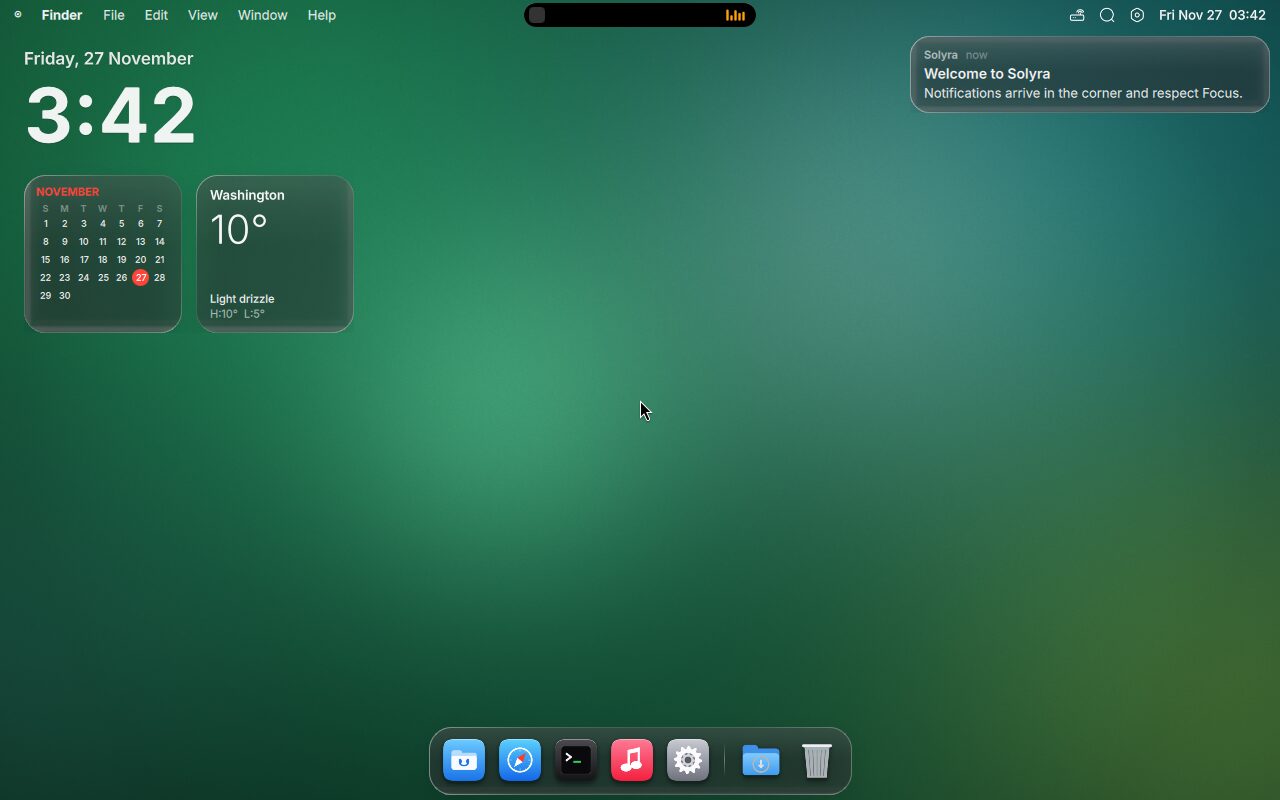 Finder File Edit View Window Help
Fri Nov 27 03:42
Friday, 27 November
3:42
Solyra now
Welcome to Solyra
Notifications arrive in the corner and respect Focus.
NOVEMBER
S M T W T F S
1 2 3 4 5 6 7
8 9 10 11 12 13 14
15 16 17 18 19 20 21
22 23 24 25 26 27 28
29 30
Washington
10°
Light drizzle
H:10° L:5°